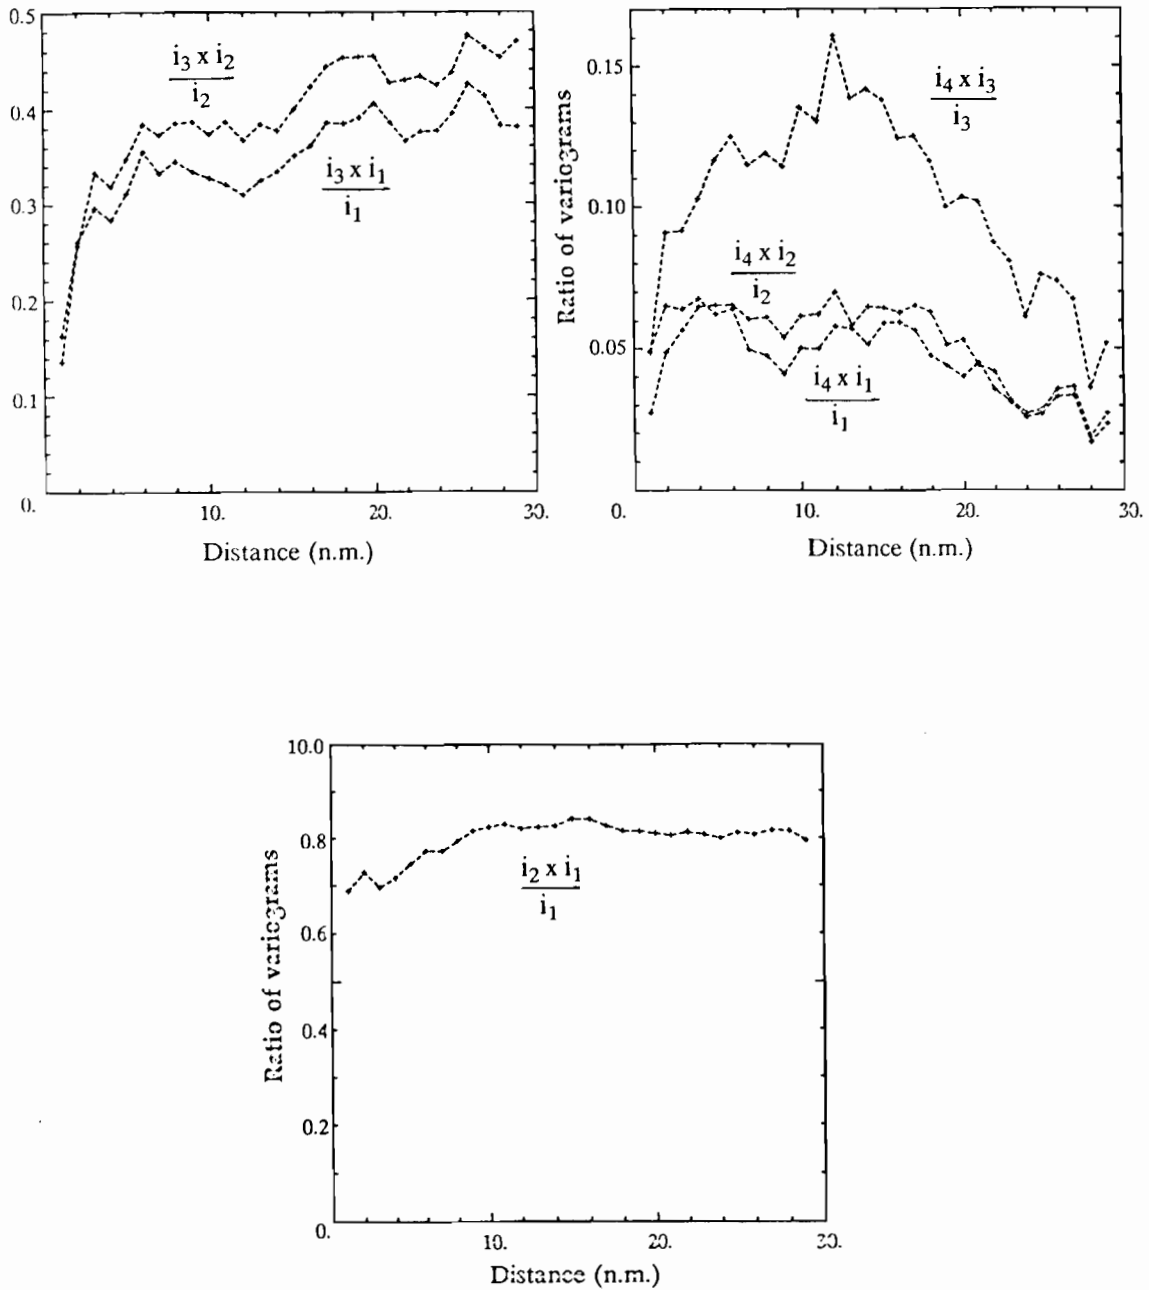 0.5
0.4
0.3
0.2
0.1
0.
10.
20.
30.
i3 x i2
i2
i3 x i1
i1
Distance (n.m.)
Ratio of variograms
0.15
0.10
0.05
0.
10.
20.
30.
i4 x i3
i3
i4 x i2
i2
i4 x i1
i1
Distance (n.m.)
Ratio of variograms
10.0
0.8
0.6
0.4
0.2
0.
10.
20.
30.
i2 x i1
i1
Distance (n.m.)